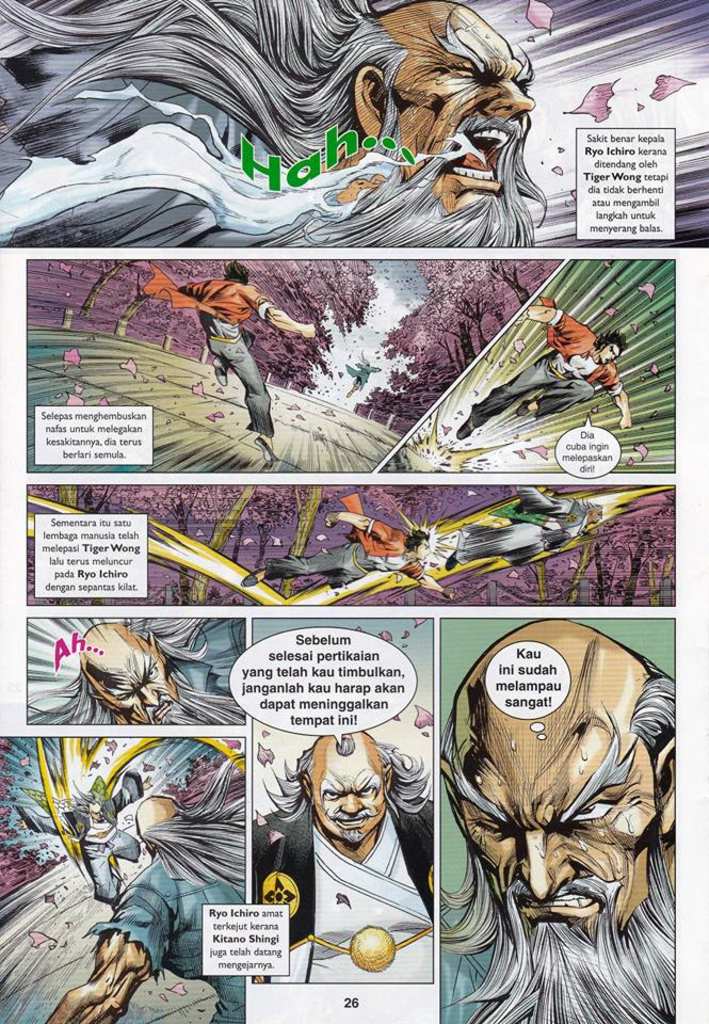 Hah...
Sakit benar kepala
Ryo Ichiro kerana
ditendang oleh
Tiger Wong tetapi
dia tidak berhenti
atau mengambil
langkah untuk
menyerang balas.
Selepas menghembuskan
nafas untuk melegakan
kesakitannya, dia terus
berlari semula.
Dia
cuba ingin
melepaskan
diri!
Sementara itu satu
lembaga manusia telah
melepasi Tiger Wong
lalu terus meluncur
pada Ryo Ichiro
dengan sepantas kilat.
Ah...
Sebelum
selesai pertikaian
yang telah kau timbulkan,
janganlah kau harap akan
dapat meninggalkan
tempat ini!
Kau
ini sudah
melampau
sangat!
Ryo Ichiro amat
terkejut kerana
Kitano Shingi
juga telah datang
mengejarnya.
26